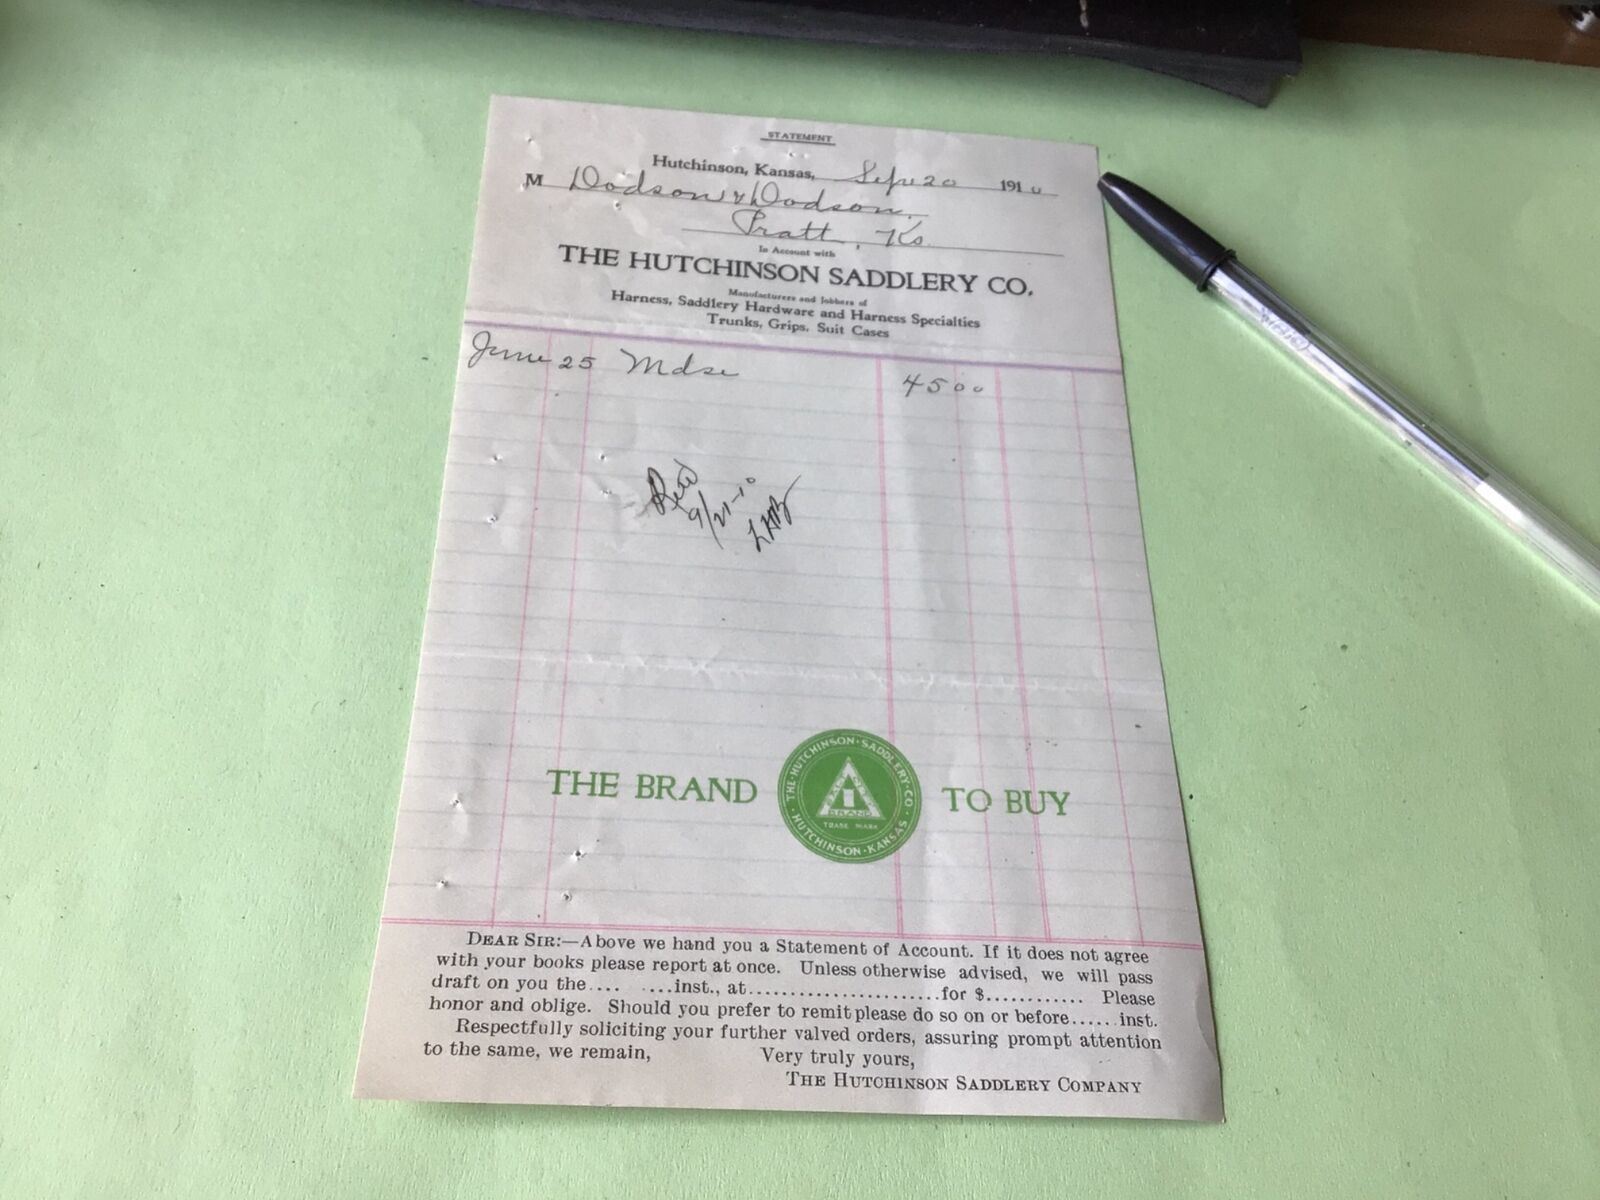 STATEMENT
Hutchinson, Kansas, Sept 20 1910
M Dodson & Dodson.
Pratt, Ks.
In Account with
THE HUTCHINSON SADDLERY CO.
Manufacturers and Jobbers of
Harness, Saddlery Hardware and Harness Specialties
Trunks, Grips, Suit Cases
June 25 Mdse 45 00
9/21-10
THE BRAND TO BUY
THE · HUTCHINSON · SADDLERY · CO ·
HUTCHINSON · KANSAS ·
BRAND
TRADE MARK
DEAR SIR:—Above we hand you a Statement of Account. If it does not agree
with your books please report at once. Unless otherwise advised, we will pass
draft on you the.... ....inst., at.......................for $............ Please
honor and oblige. Should you prefer to remit please do so on or before......inst.
Respectfully soliciting your further valved orders, assuring prompt attention
to the same, we remain, Very truly yours,
THE HUTCHINSON SADDLERY COMPANY